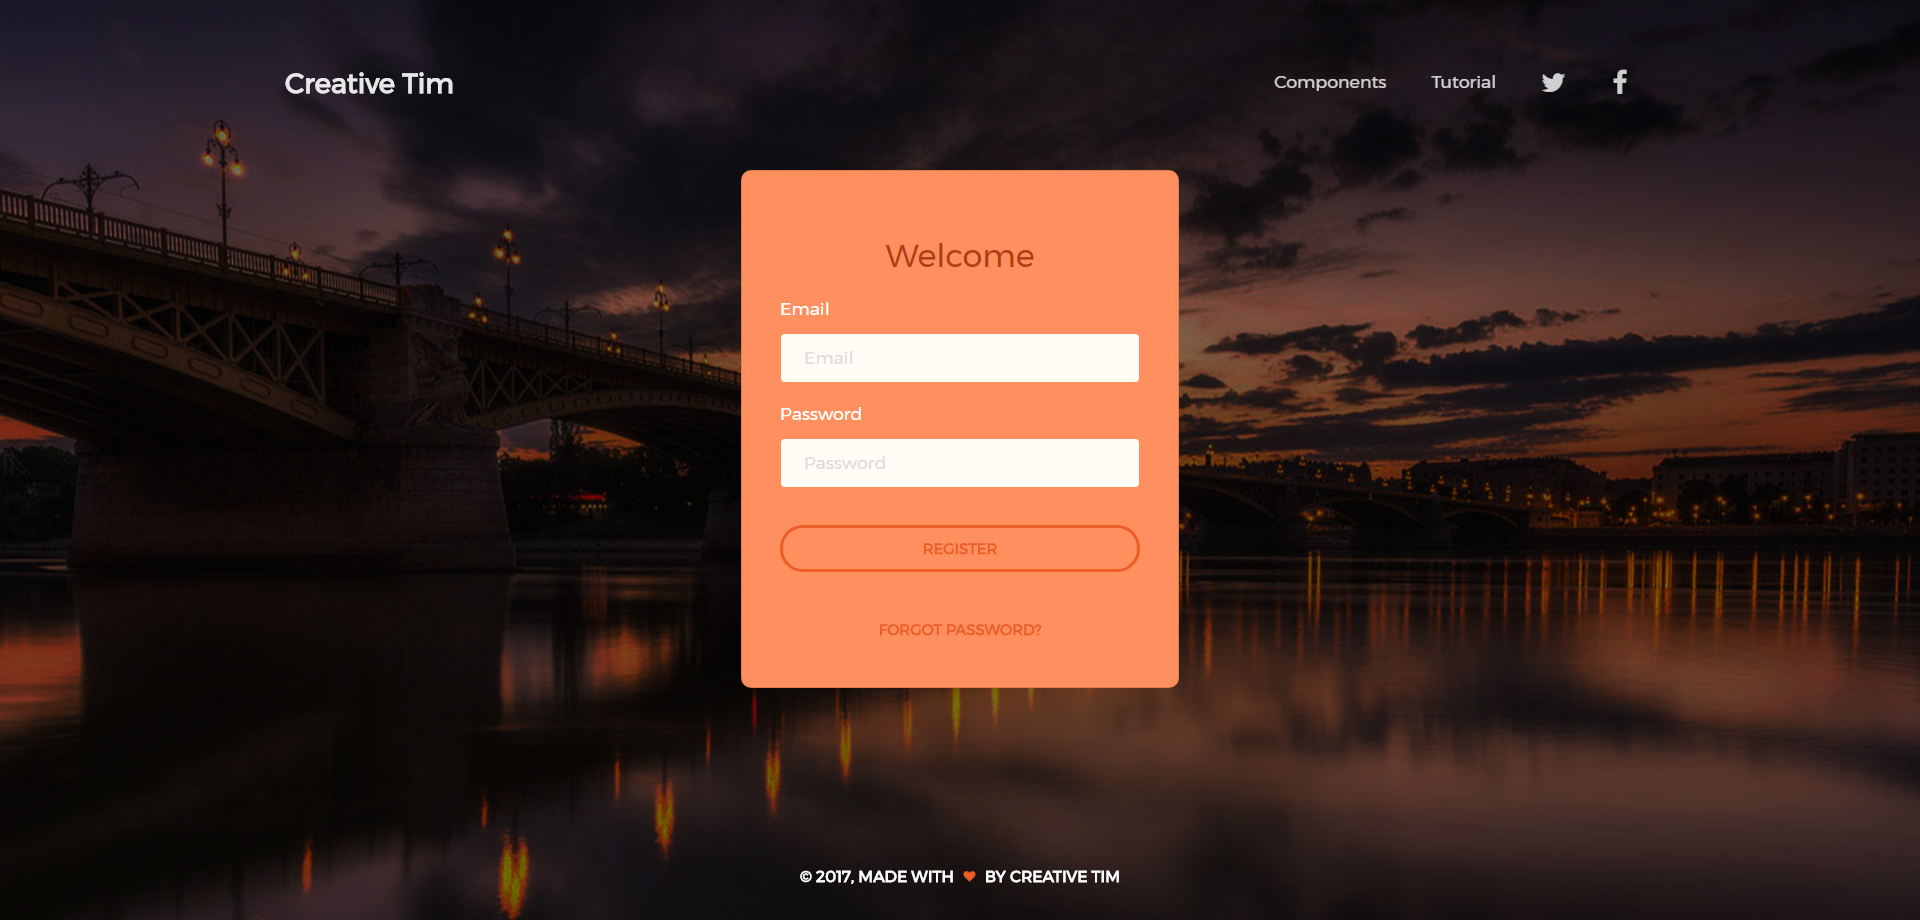 Creative Tim
Components Tutorial
Welcome
Email
Email
Password
Password
REGISTER
FORGOT PASSWORD?
© 2017, MADE WITH ❤ BY CREATIVE TIM